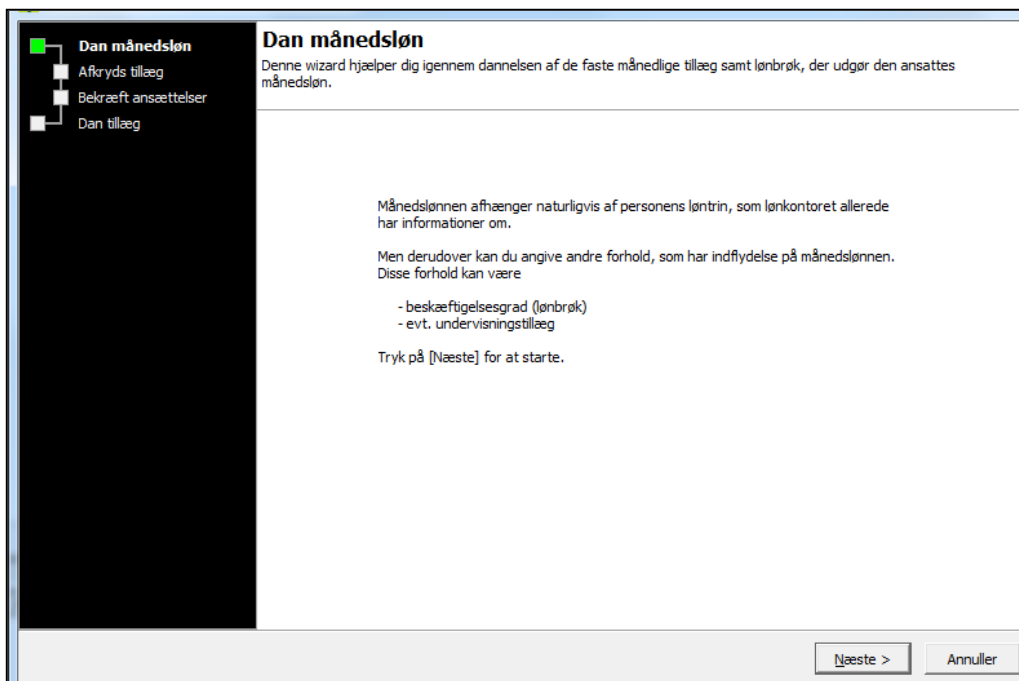 Dan månedsløn
Afkryds tillæg
Bekræft ansættelser
Dan tillæg
Dan månedsløn
Denne wizard hjælper dig igennem dannelsen af de faste månedlige tillæg samt lønbrøk, der udgør den ansattes
månedsløn.
Månedslønnen afhænger naturligvis af personens løntrin, som lønkontoret allerede
har informationer om.
Men derudover kan du angive andre forhold, som har indflydelse på månedslønnen.
Disse forhold kan være
- beskæftigelsesgrad (lønbrøk)
- evt. undervisningstillæg
Tryk på [Næste] for at starte.
Næste >
Annuller